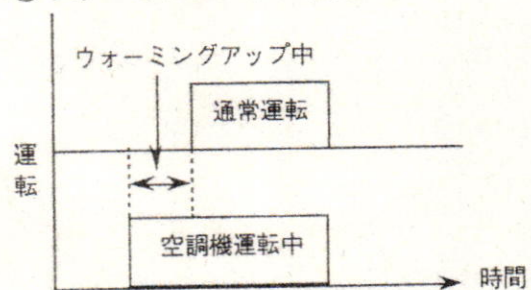 ウォーミングアップ中
通常運転
運転
空調機運転中
時間